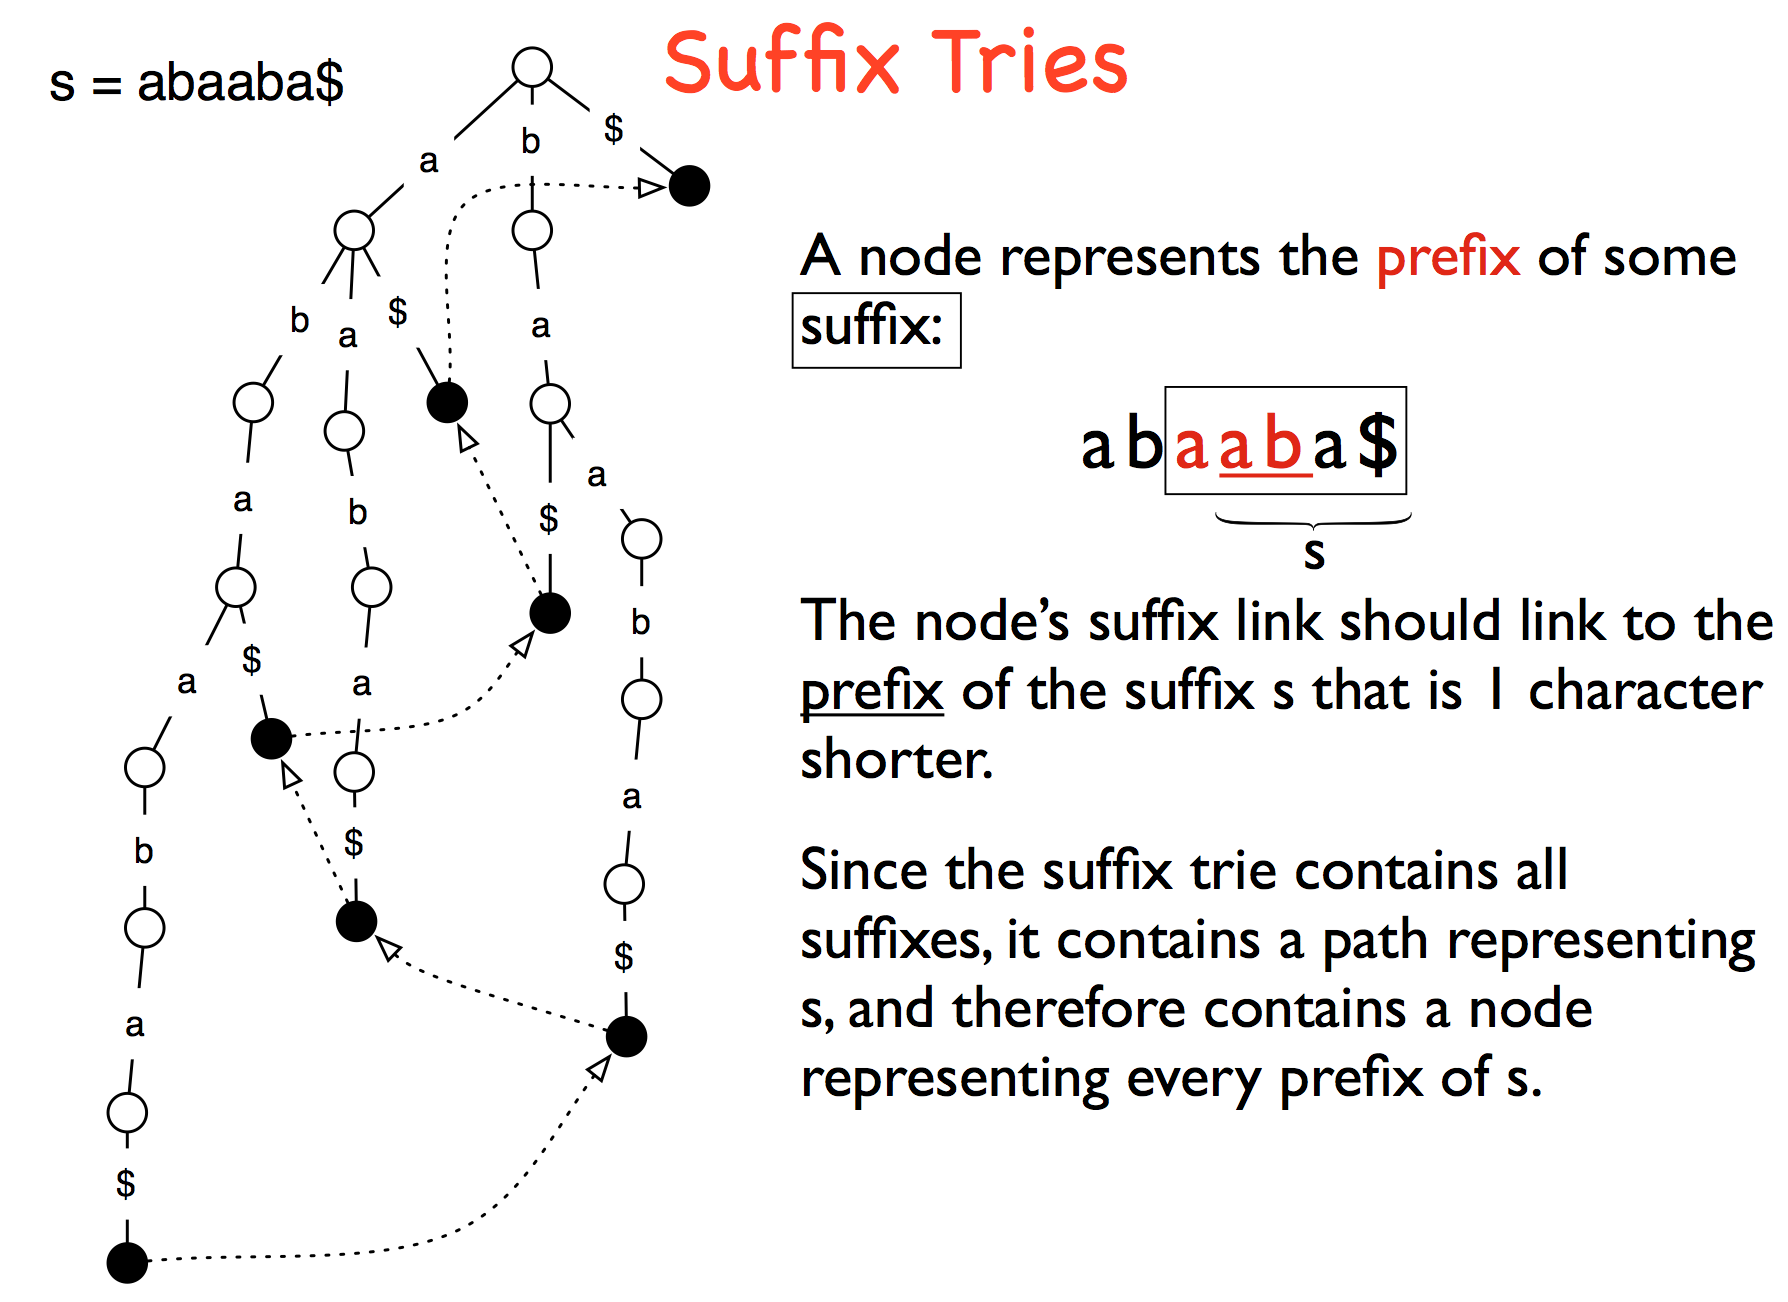 Suffix Tries
s = abaaba$
a
b
$
b
a
$
a
a
b
$
a
a
$
b
a
$
a
b
$
a
a
$
$
b
a
$
A node represents the prefix of some
suffix:
abaaba$
s
The node's suffix link should link to the
prefix of the suffix s that is 1 character
shorter.
Since the suffix trie contains all
suffixes, it contains a path representing
s, and therefore contains a node
representing every prefix of s.